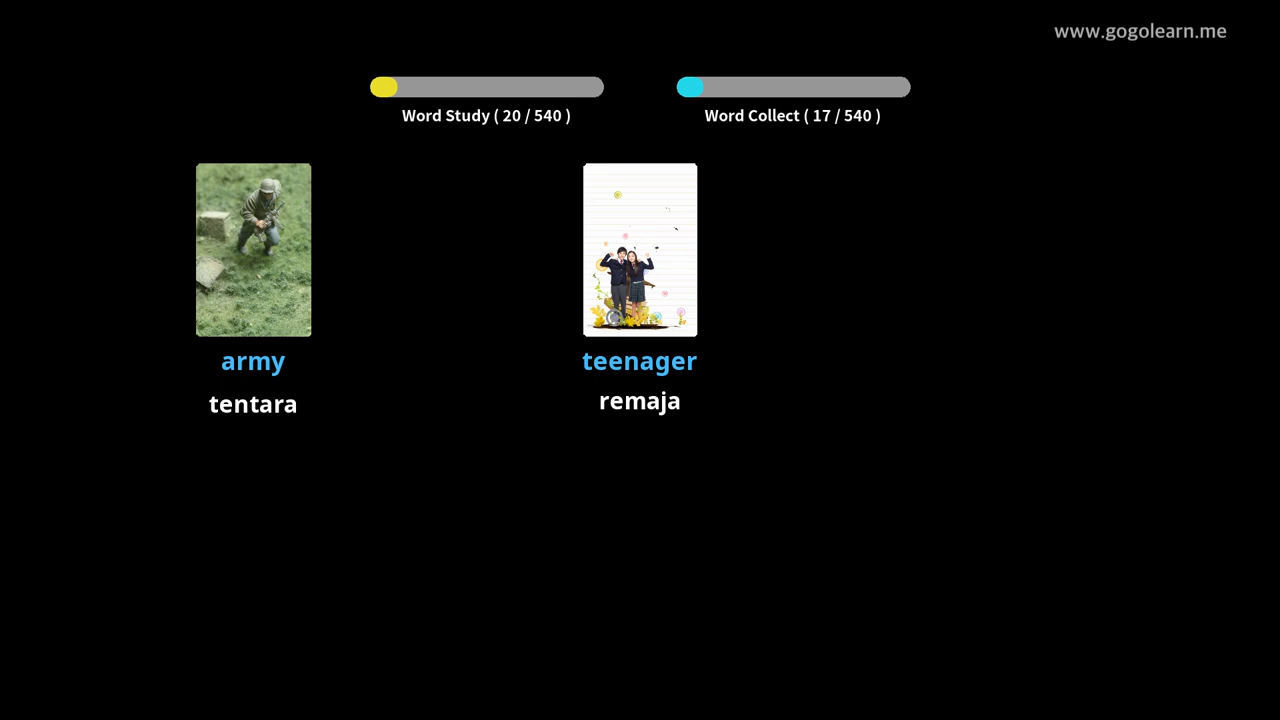 www.gogolearn.me
Word Study ( 20 / 540 )
Word Collect ( 17 / 540 )
army
tentara
teenager
remaja